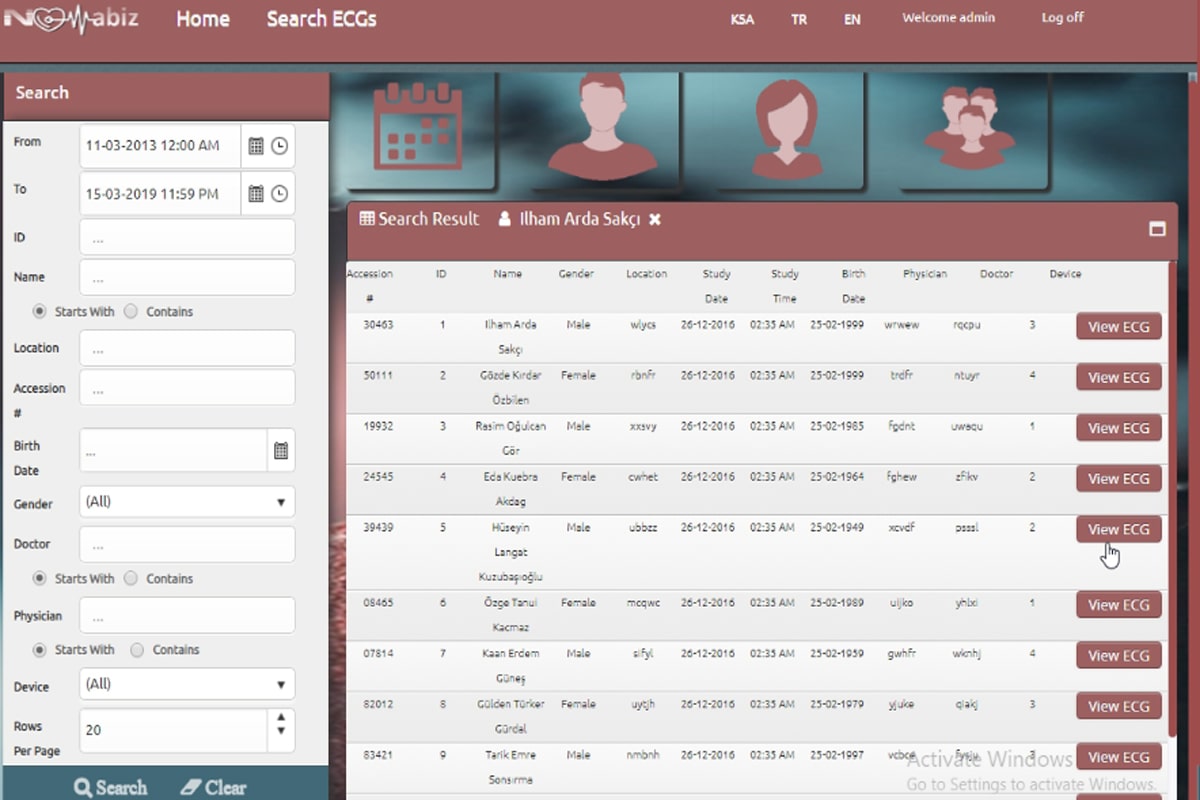 abiz Home Search ECGs KSA TR EN Welcome admin Log off
Search
From 11-03-2013 12:00 AM
To 15-03-2019 11:59 PM
ID ...
Name ...
Starts With Contains
Location ...
Accession # ...
Birth Date ...
Gender (All)
Doctor ...
Starts With Contains
Physician ...
Starts With Contains
Device (All)
Rows Per Page 20
Search Clear
Search Result Ilham Arda Sakçı
Accession # ID Name Gender Location Study Date Study Time Birth Date Physician Doctor Device
30463 1 Ilham Arda Sakçı Male wlycs 26-12-2016 02:35 AM 25-02-1999 wrwew rqcpu 3 View ECG
50111 2 Gözde Kırdar Özbilen Female rbnfr 26-12-2016 02:35 AM 25-02-1999 trdfr ntuyr 4 View ECG
19932 3 Rasim Oğulcan Gör Male xxsvy 26-12-2016 02:35 AM 25-02-1985 fgdnt uwaqu 1 View ECG
24545 4 Eda Kuebra Akdag Female cwhet 26-12-2016 02:35 AM 25-02-1964 fghew zfikv 2 View ECG
39439 5 Hüseyin Langat Kuzubaşıoğlu Male ubbzz 26-12-2016 02:35 AM 25-02-1949 xcvdf psssl 2 View ECG
08465 6 Özge Tanui Kacmaz Female mcqwc 26-12-2016 02:35 AM 25-02-1989 uijko yhlxi 1 View ECG
07814 7 Kaan Erdem Güneş Male sifyl 26-12-2016 02:35 AM 25-02-1959 gwhfr wknhj 4 View ECG
82012 8 Gülden Türker Gürdal Female uytjh 26-12-2016 02:35 AM 25-02-1979 yjuke qiakj 3 View ECG
83421 9 Tarik Emre Sonsırma Male nmbnh 26-12-2016 02:35 AM 25-02-1997 vcbce 3 View ECG
Activate Windows
Go to Settings to activate Windows.